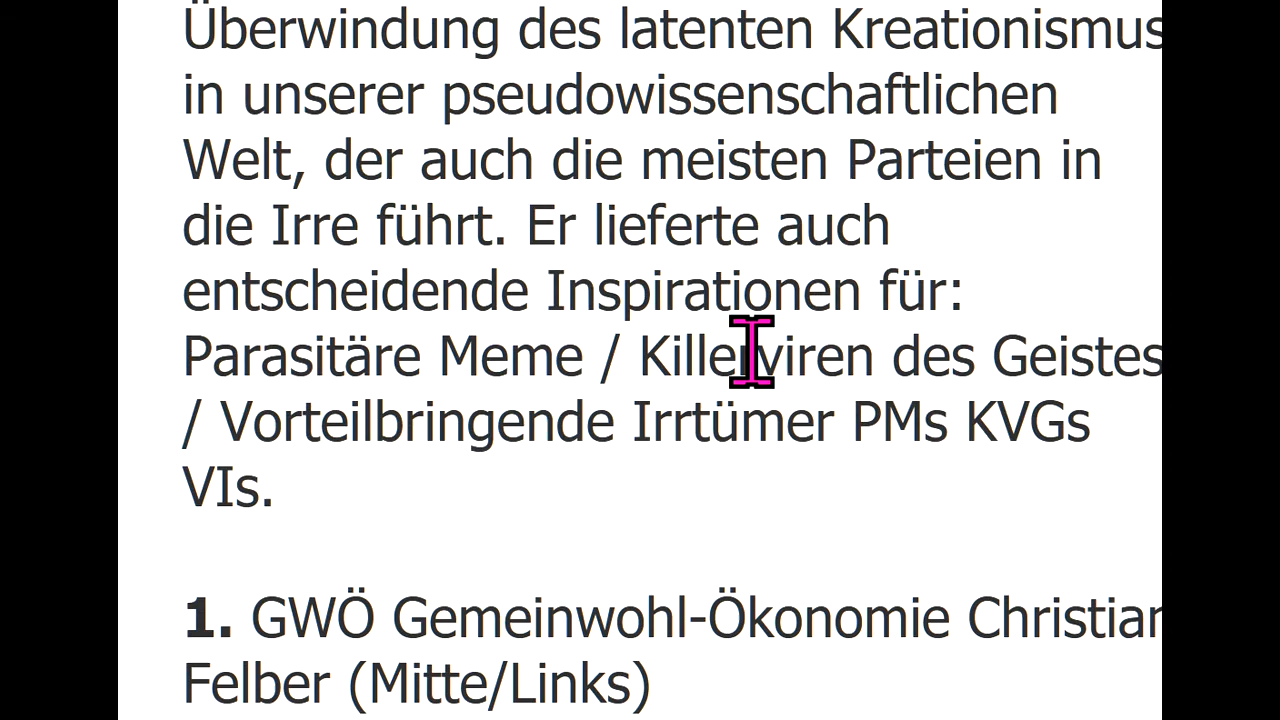 Überwindung des latenten Kreationismus
in unserer pseudowissenschaftlichen
Welt, der auch die meisten Parteien in
die Irre führt. Er lieferte auch
entscheidende Inspirationen für:
Parasitäre Meme / Killerviren des Geistes
/ Vorteilbringende Irrtümer PMs KVGs
VIs.
1. GWÖ Gemeinwohl-Ökonomie Christian
Felber (Mitte/Links)